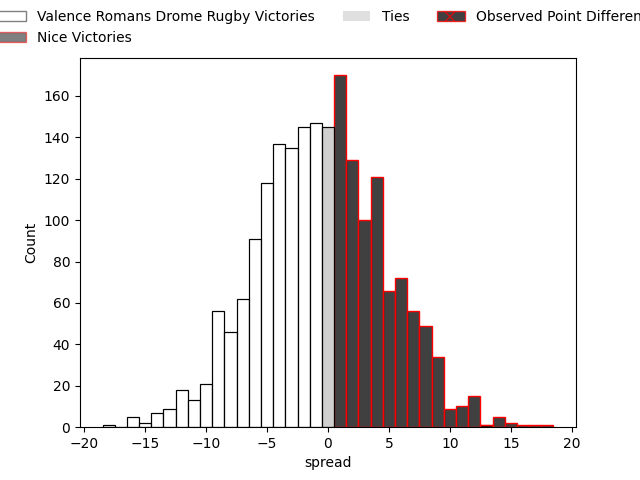 Valence Romans Drome Rugby Victories Ties Observed Point
Nice Victories
160
140
120
100
80
60
40
20
0
Count
−20 −15 −10 −5 0 5 10 15 20
spread